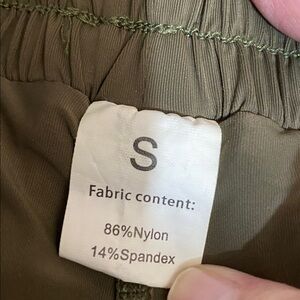 S
Fabric content:
86%Nylon
14%Spandex